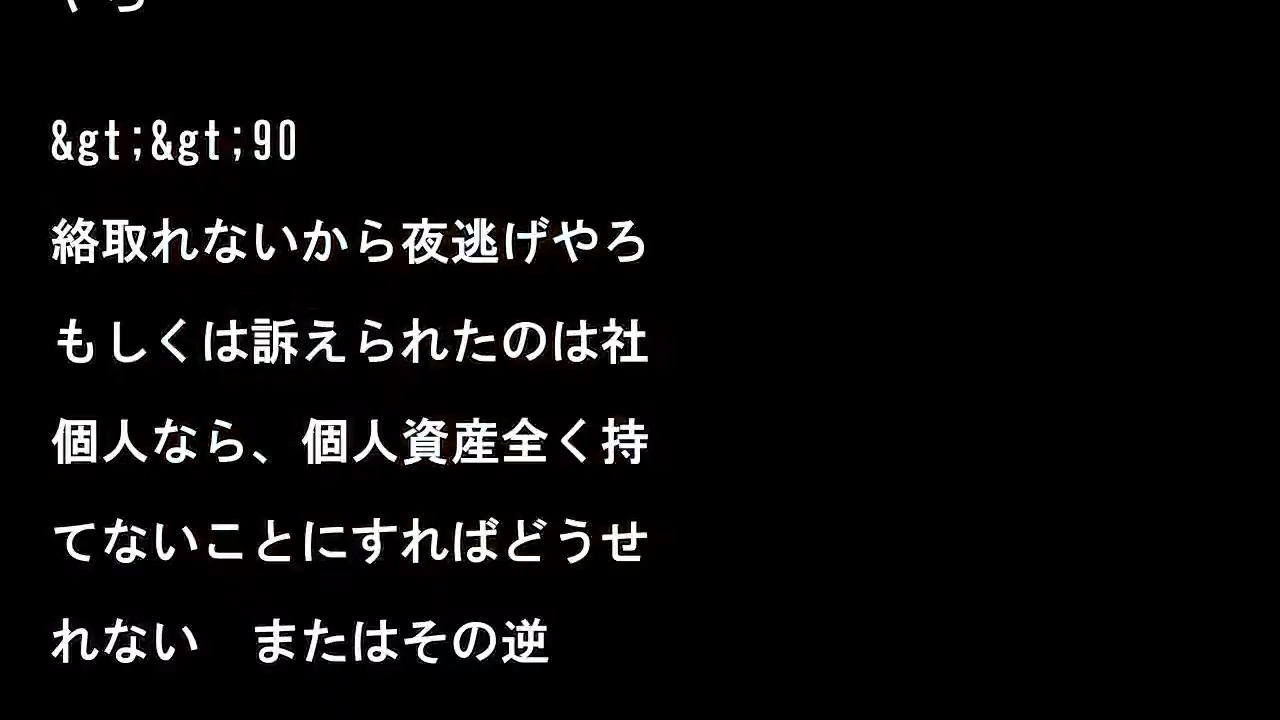 &gt;&gt;90
絡取れないから夜逃げやろ
もしくは訴えられたのは社
個人なら、個人資産全く持
てないことにすればどうせ
れない　またはその逆